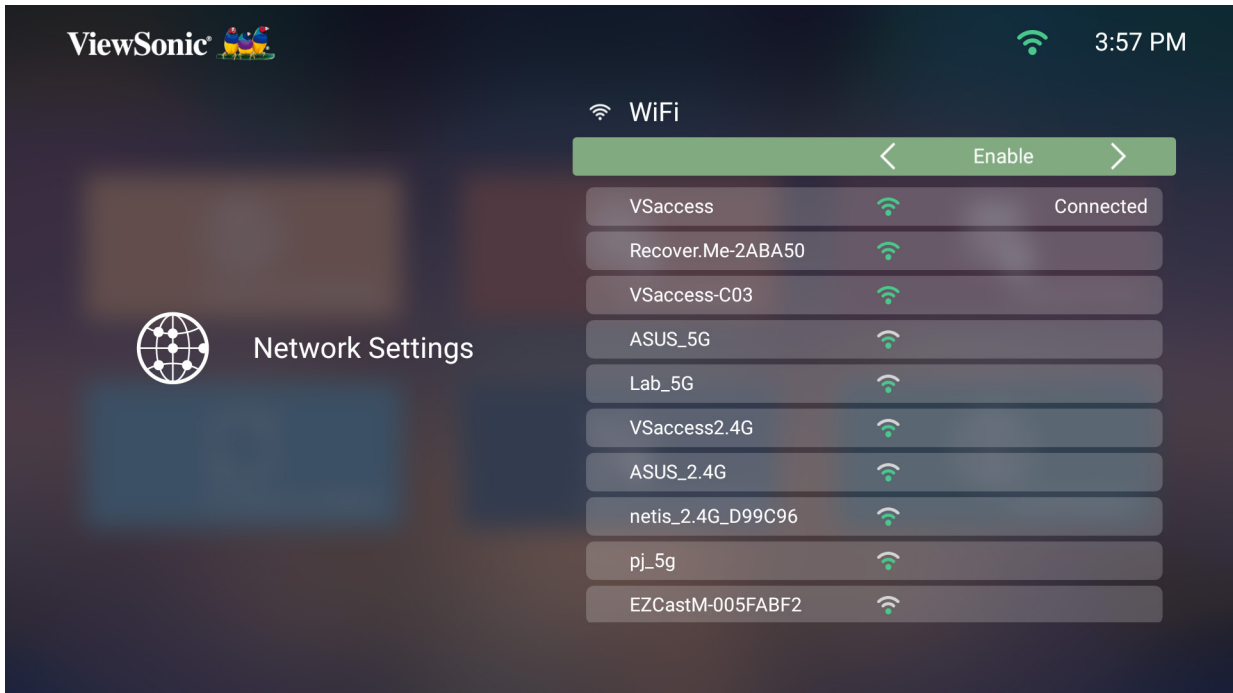 ViewSonic®
3:57 PM
WiFi
Enable
VSaccess Connected
Recover.Me-2ABA50
VSaccess-C03
ASUS_5G
Network Settings
Lab_5G
VSaccess2.4G
ASUS_2.4G
netis_2.4G_D99C96
pj_5g
EZCastM-005FABF2